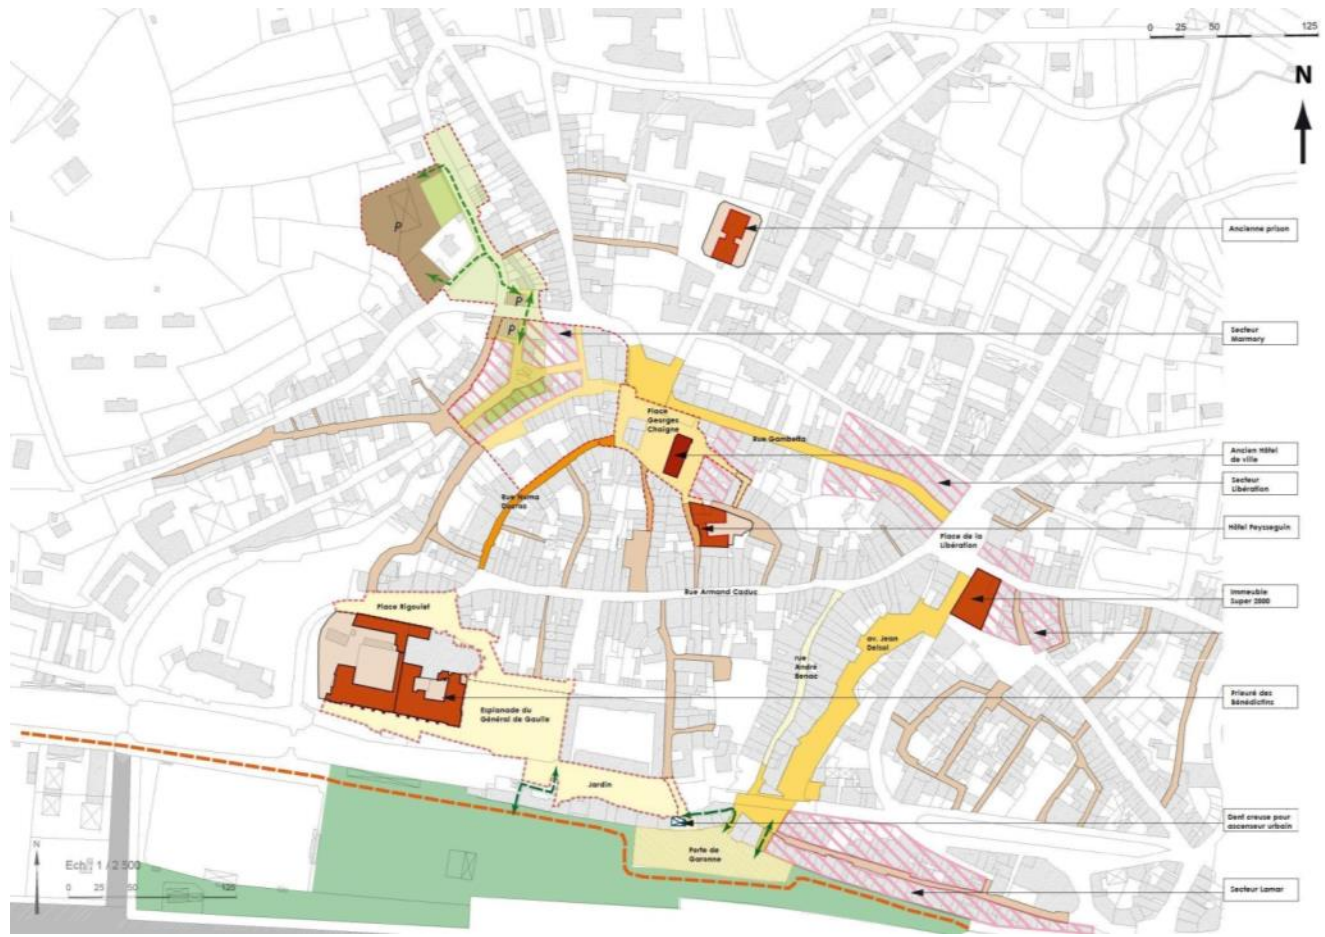 0 25 50 125
N
P
Ancienne prison
P
P
Secteur
Marmory
Place
Georges
Chaigne
Rue Gambetta
Ancien Hôtel
de ville
Secteur
Libération
Rue Numa
Ducros
Hôtel Peysseguin
Place de la
Libération
Rue Armand Caduc
Immeuble
Super 2000
Place Rigoulet
av. Jean
Delsol
rue
André
Benac
Prieuré des
Bénédictins
Esplanade du
Général de Gaulle
Jardin
Dent creuse pour
ascenseur urbain
Porte de
Garonne
N
Ech : 1 / 2 500
0 25 50 125
Secteur Lamar